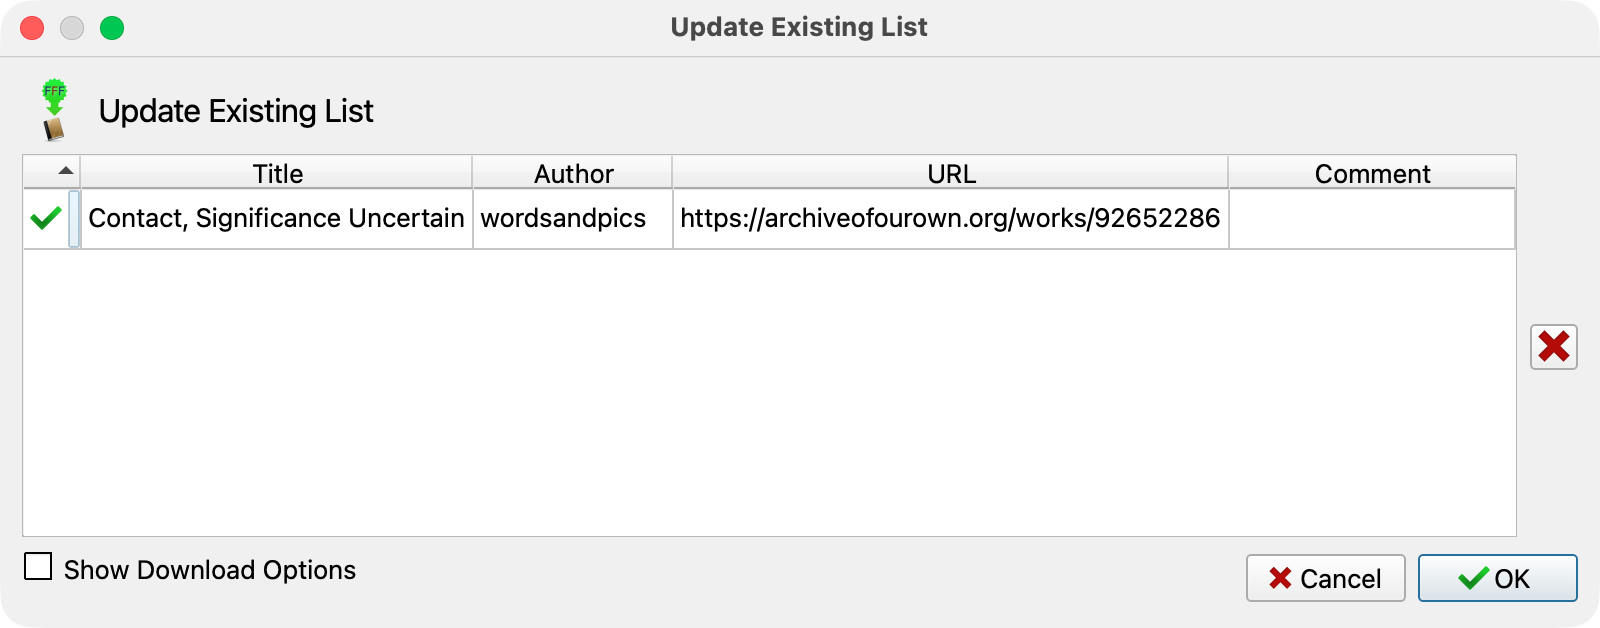 Update Existing List
FFF
Update Existing List
Title Author URL Comment
Contact, Significance Uncertain wordsandpics https://archiveofourown.org/works/92652286
Show Download Options
Cancel OK